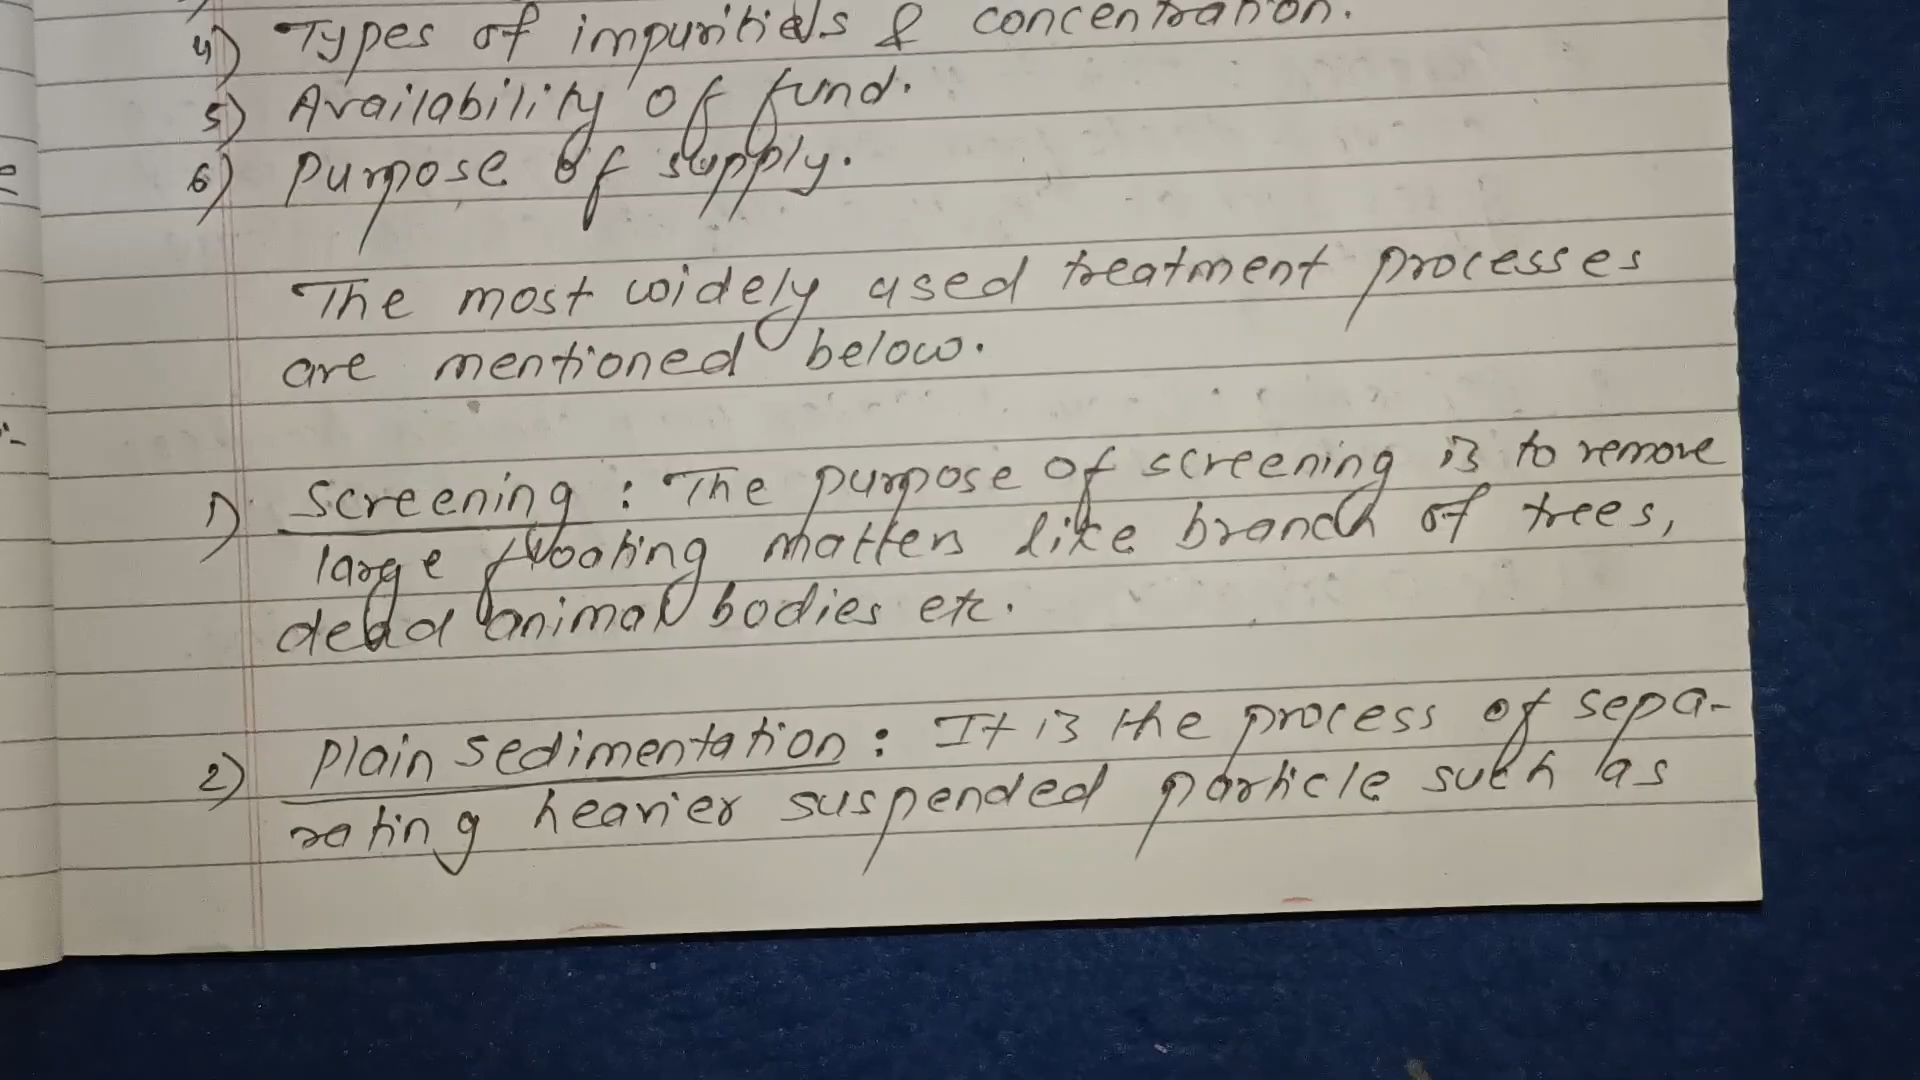 4) Types of impurities & concentration.
5) Availability of fund.
6) Purpose of supply.
The most widely used treatment processes
are mentioned below.
1) Screening : The purpose of screening is to remove
large floating matters like branch of trees,
dead animal bodies etc.
2) Plain sedimentation : It is the process of sepa-
rating heavier suspended particle such as